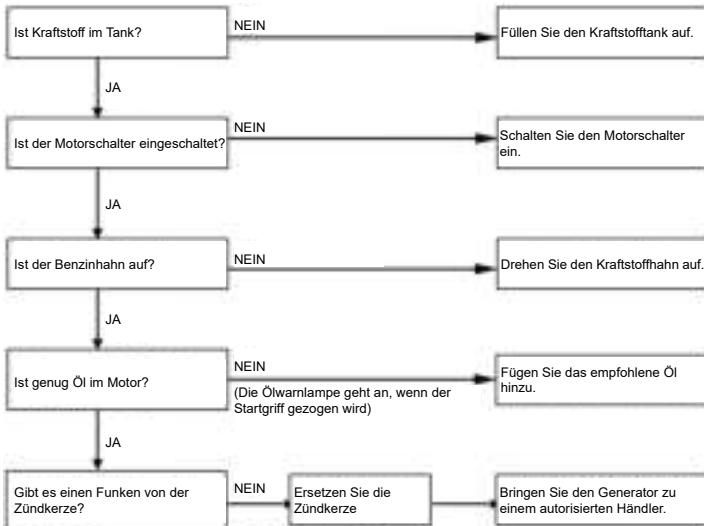 Ist Kraftstoff im Tank?
NEIN
Füllen Sie den Kraftstofftank auf.
JA
Ist der Motorschalter eingeschaltet?
NEIN
Schalten Sie den Motorschalter
ein.
JA
Ist der Benzinhahn auf?
NEIN
Drehen Sie den Kraftstoffhahn auf.
JA
Ist genug Öl im Motor?
NEIN
(Die Ölwarnlampe geht an, wenn der
Startgriff gezogen wird)
Fügen Sie das empfohlene Öl
hinzu.
JA
Gibt es einen Funken von der
Zündkerze?
NEIN
Ersetzen Sie die
Zündkerze
Bringen Sie den Generator zu
einem autorisierten Händler.